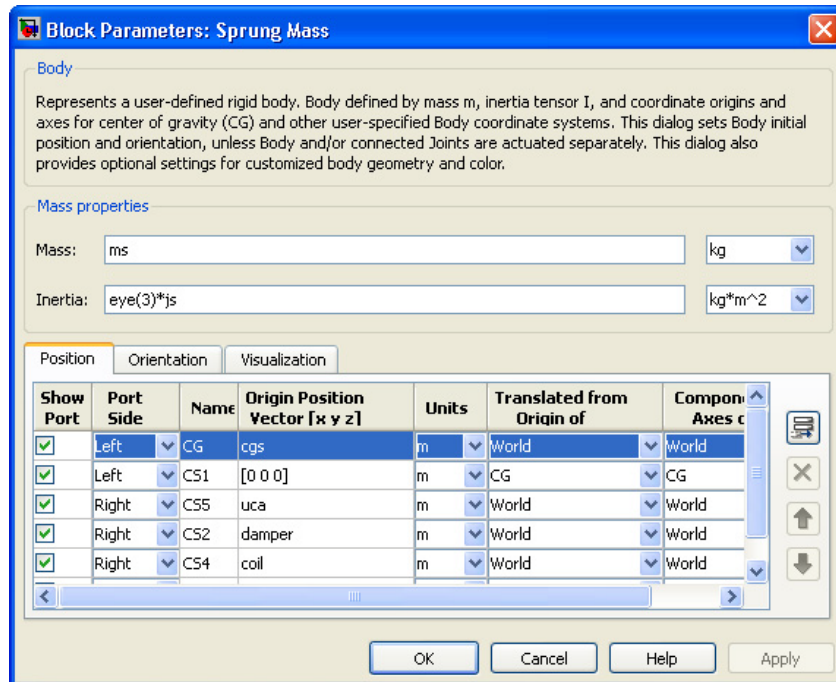 Block Parameters: Sprung Mass
Body
Represents a user-defined rigid body. Body defined by mass m, inertia tensor I, and coordinate origins and
axes for center of gravity (CG) and other user-specified Body coordinate systems. This dialog sets Body initial
position and orientation, unless Body and/or connected Joints are actuated separately. This dialog also
provides optional settings for customized body geometry and color.
Mass properties
Mass: ms kg
Inertia: eye(3)*js kg*m^2
Position Orientation Visualization
Show Port Port Side Name Origin Position Vector [x y z] Units Translated from Origin of Axes
Left CG cgs m World World
Left CS1 [0 0 0] m CG CG
Right CS5 uca m World World
Right CS2 damper m World World
Right CS4 coil m World World
OK Cancel Help Apply